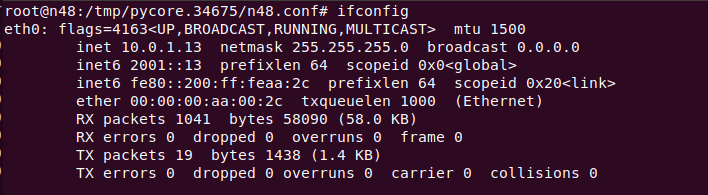 root@n48:/tmp/pycore.34675/n48.conf# ifconfig
eth0: flags=4163<UP,BROADCAST,RUNNING,MULTICAST>  mtu 1500
        inet 10.0.1.13  netmask 255.255.255.0  broadcast 0.0.0.0
        inet6 2001::13  prefixlen 64  scopeid 0x0<global>
        inet6 fe80::200:ff:feaa:2c  prefixlen 64  scopeid 0x20<link>
        ether 00:00:00:aa:00:2c  txqueuelen 1000  (Ethernet)
        RX packets 1041  bytes 58090 (58.0 KB)
        RX errors 0  dropped 0  overruns 0  frame 0
        TX packets 19  bytes 1438 (1.4 KB)
        TX errors 0  dropped 0 overruns 0  carrier 0  collisions 0